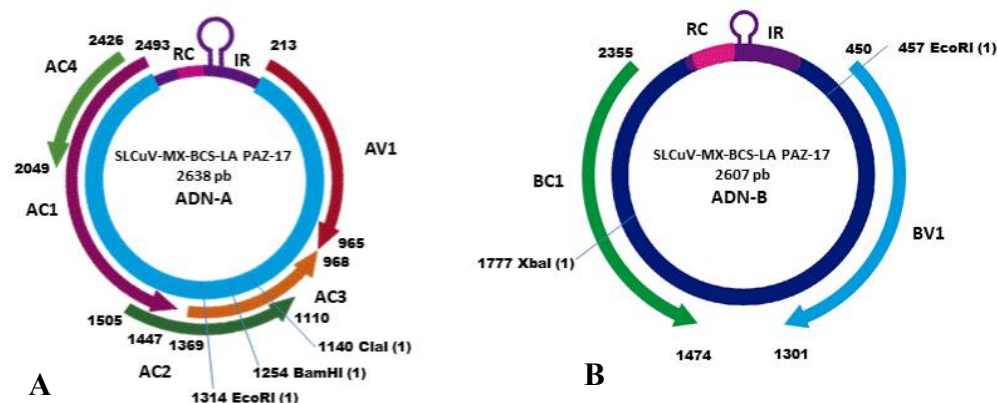 2426
2493
RC
IR
213
AC4
SLCuV-MX-BCS-LA PAZ-17
2638 pb
ADN-A
AV1
2049
AC1
965
968
AC3
1505
1110
1447
1369
1140 ClaI (1)
AC2
1254 BamHI (1)
1314 EcoRI (1)
A
RC
IR
2355
450
457 EcoRI (1)
SLCuV-MX-BCS-LA PAZ-17
2607 pb
ADN-B
BC1
BV1
1777 XbaI (1)
1474
1301
B